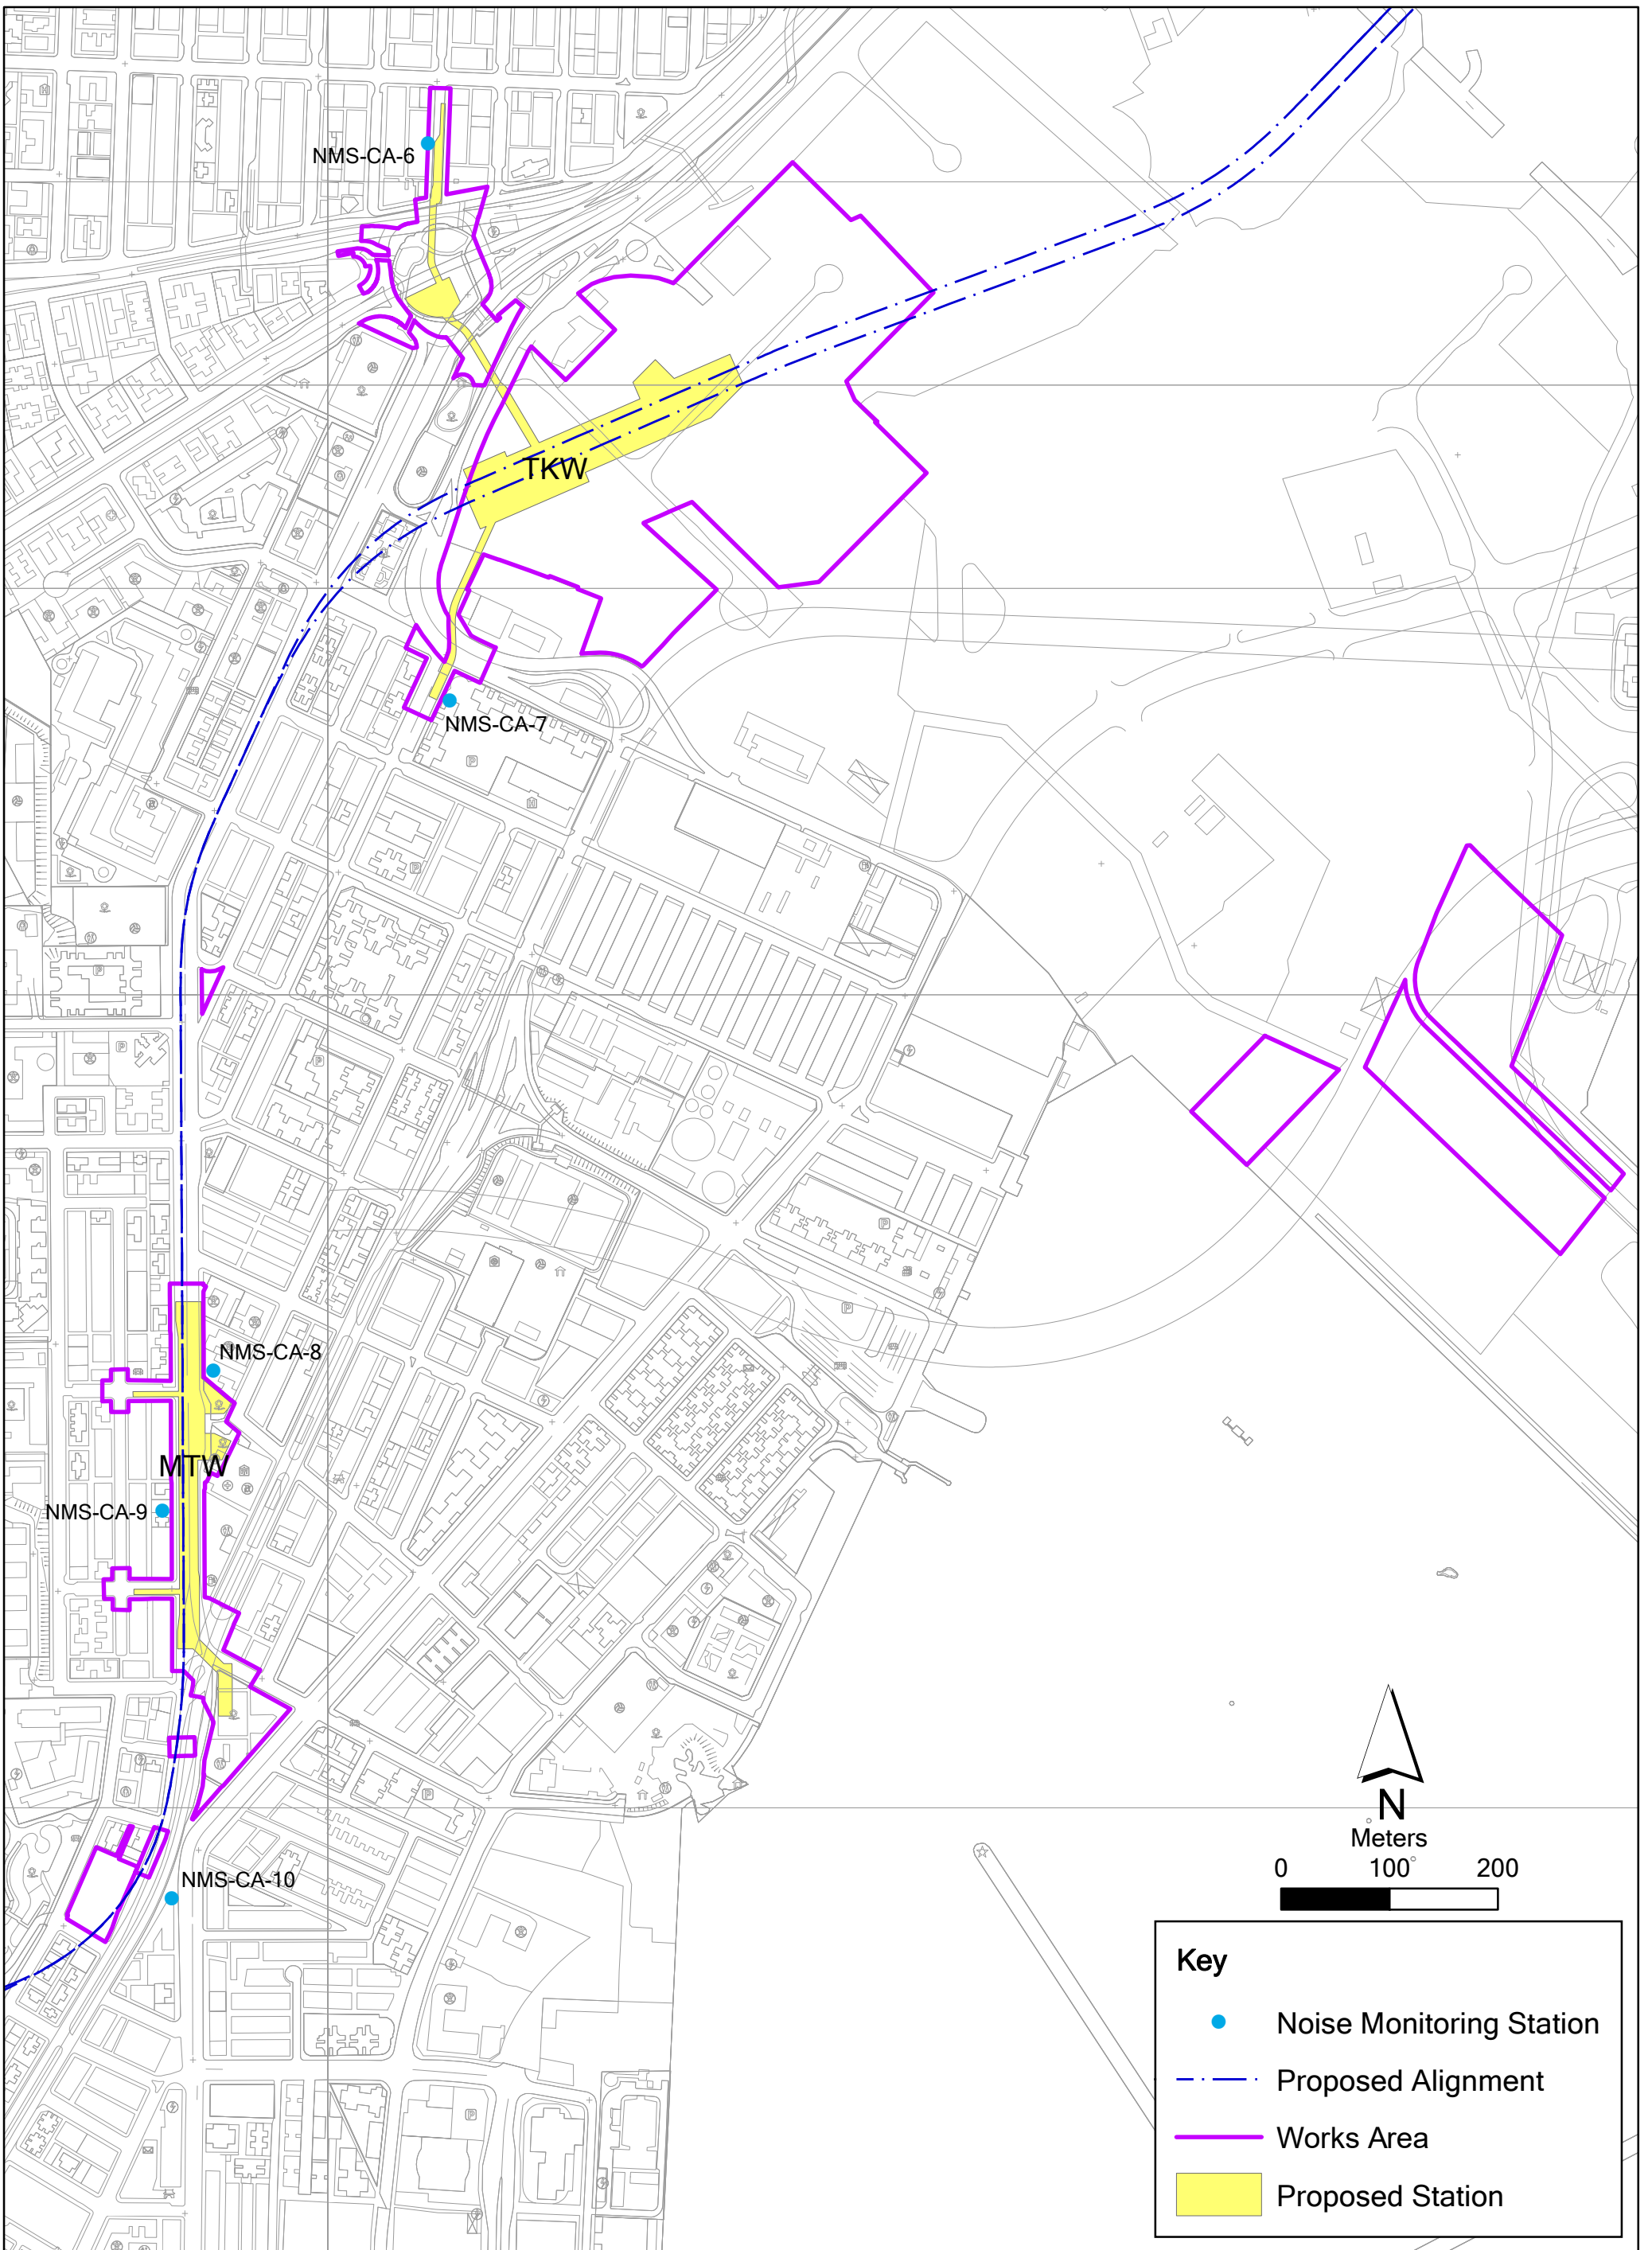 NMS-CA-6
TKW
NMS-CA-7
NMS-CA-8
MTW
NMS-CA-9
NMS-CA-10
N
Meters
0 100 200
Key
Noise Monitoring Station
Proposed Alignment
Works Area
Proposed Station